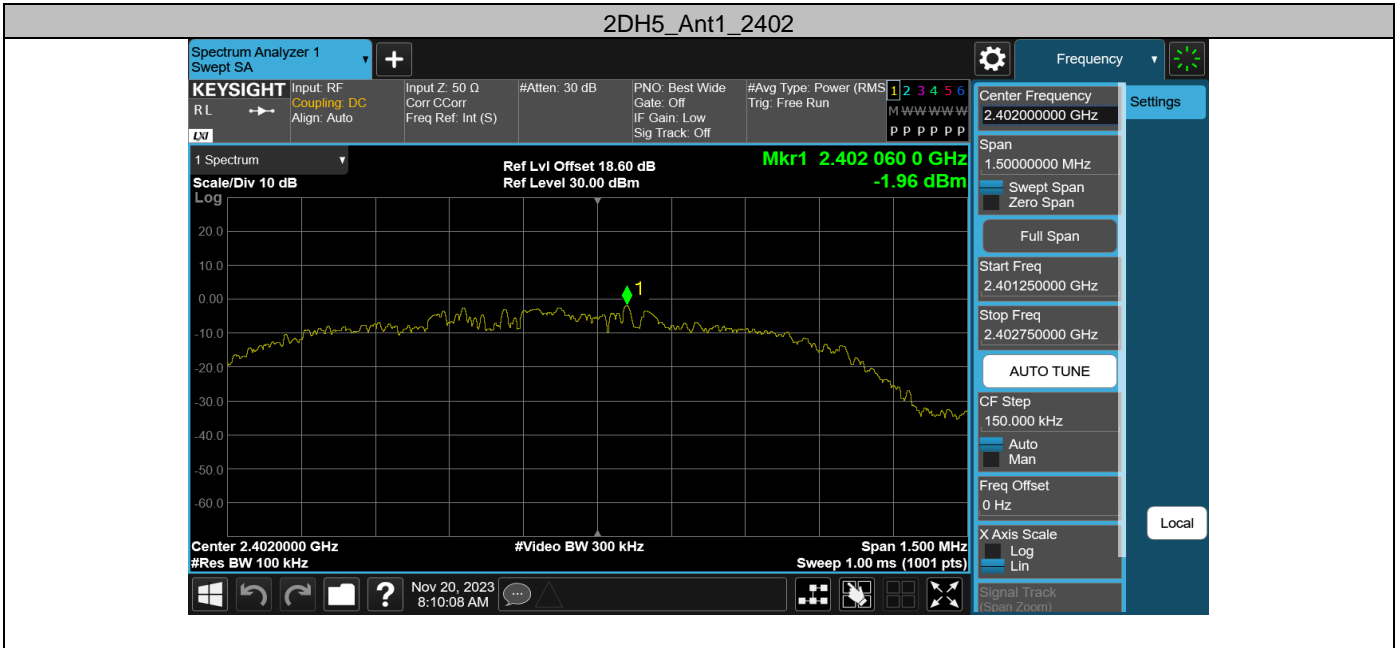 2DH5_Ant1_2402
Spectrum Analyzer 1
Swept SA
+
Frequency
KEYSIGHT
RL
LXI
Input: RF
Coupling: DC
Align: Auto
Input Z: 50 Ω
Corr CCorr
Freq Ref: Int (S)
#Atten: 30 dB
PNO: Best Wide
Gate: Off
IF Gain: Low
Sig Track: Off
#Avg Type: Power (RMS
Trig: Free Run
1 2 3 4 5 6
M W W W W W
P P P P P P
1 Spectrum
Scale/Div 10 dB
Ref Lvl Offset 18.60 dB
Ref Level 30.00 dBm
Mkr1 2.402 060 0 GHz
-1.96 dBm
Log
20.0
10.0
0.00
-10.0
-20.0
-30.0
-40.0
-50.0
-60.0
1
Center 2.4020000 GHz
#Video BW 300 kHz
Span 1.500 MHz
#Res BW 100 kHz
Sweep 1.00 ms (1001 pts)
?
Nov 20, 2023
8:10:08 AM
Center Frequency
2.402000000 GHz
Settings
Span
1.50000000 MHz
Swept Span
Zero Span
Full Span
Start Freq
2.401250000 GHz
Stop Freq
2.402750000 GHz
AUTO TUNE
CF Step
150.000 kHz
Auto
Man
Freq Offset
0 Hz
Local
X Axis Scale
Log
Lin
Signal Track
(Span Zoom)